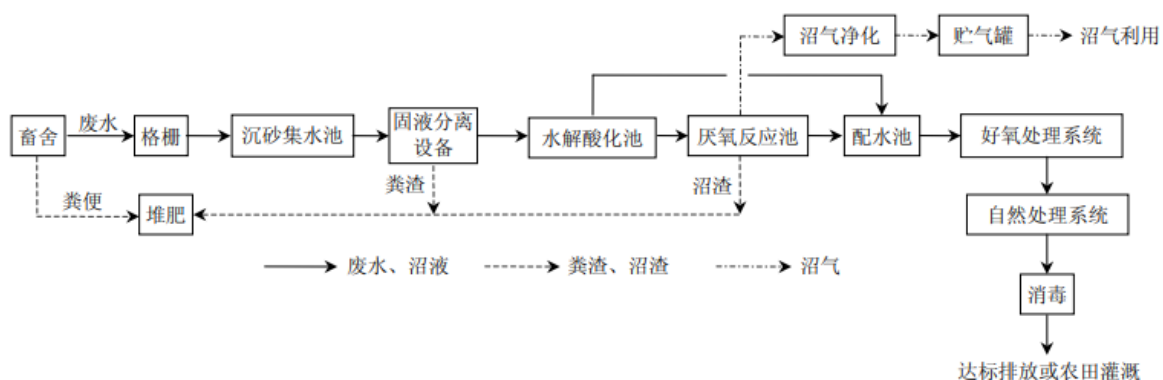 沼气净化
贮气罐
沼气利用
畜舍
废水
格栅
沉砂集水池
固液分离
设备
水解酸化池
厌氧反应池
配水池
好氧处理系统
粪渣
沼渣
粪便
堆肥
自然处理系统
废水、沼液
粪渣、沼渣
沼气
消毒
达标排放或农田灌溉